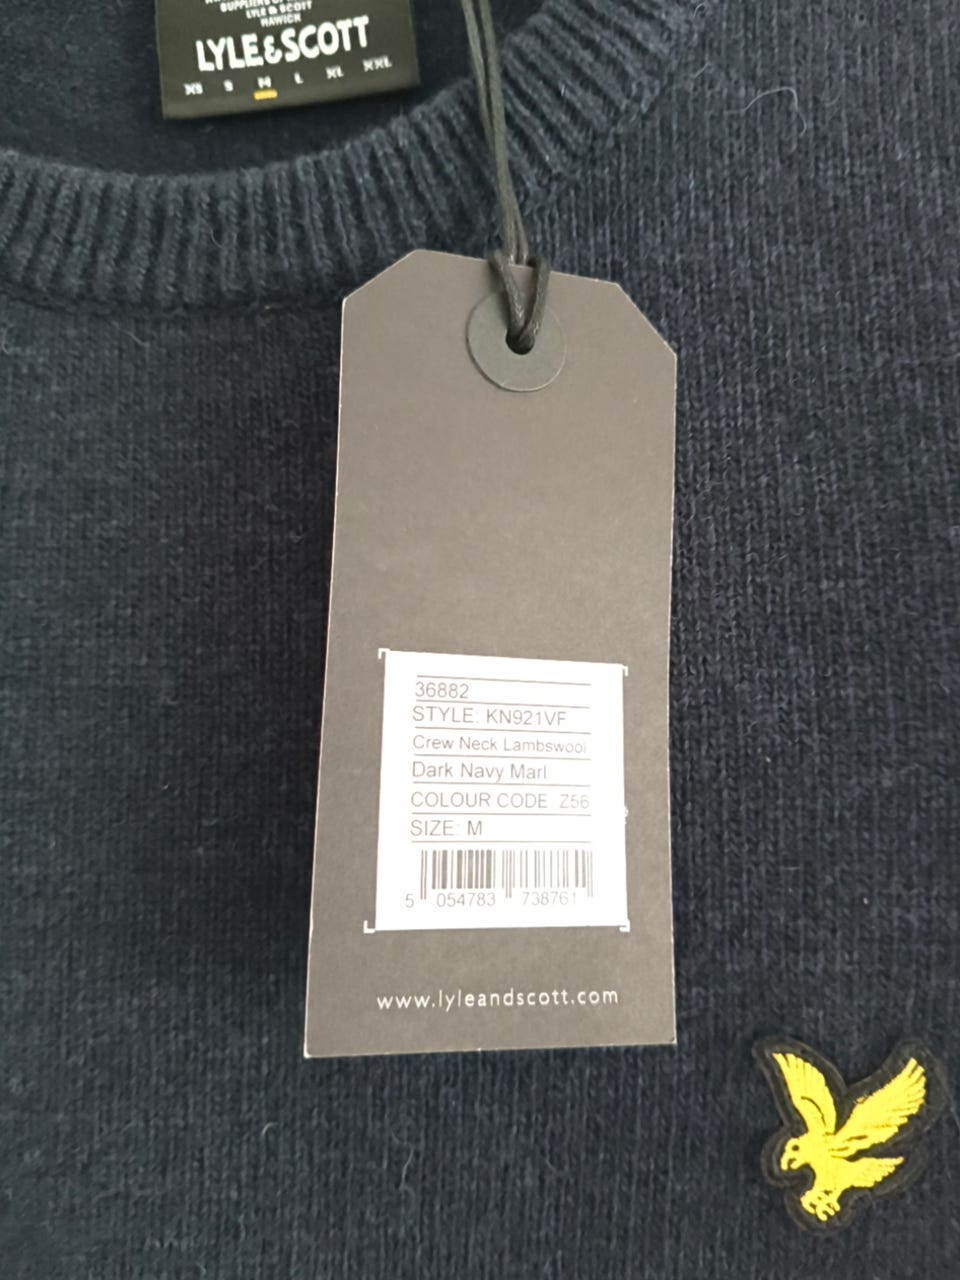 SUPPLIERS OF
LYLE & SCOTT
HAWICK
LYLE&SCOTT
XS S M L XL XXL
36882
STYLE: KN921VF
Crew Neck Lambswool
Dark Navy Marl
COLOUR CODE: Z56
SIZE: M
5 054783 738761
www.lyleandscott.com